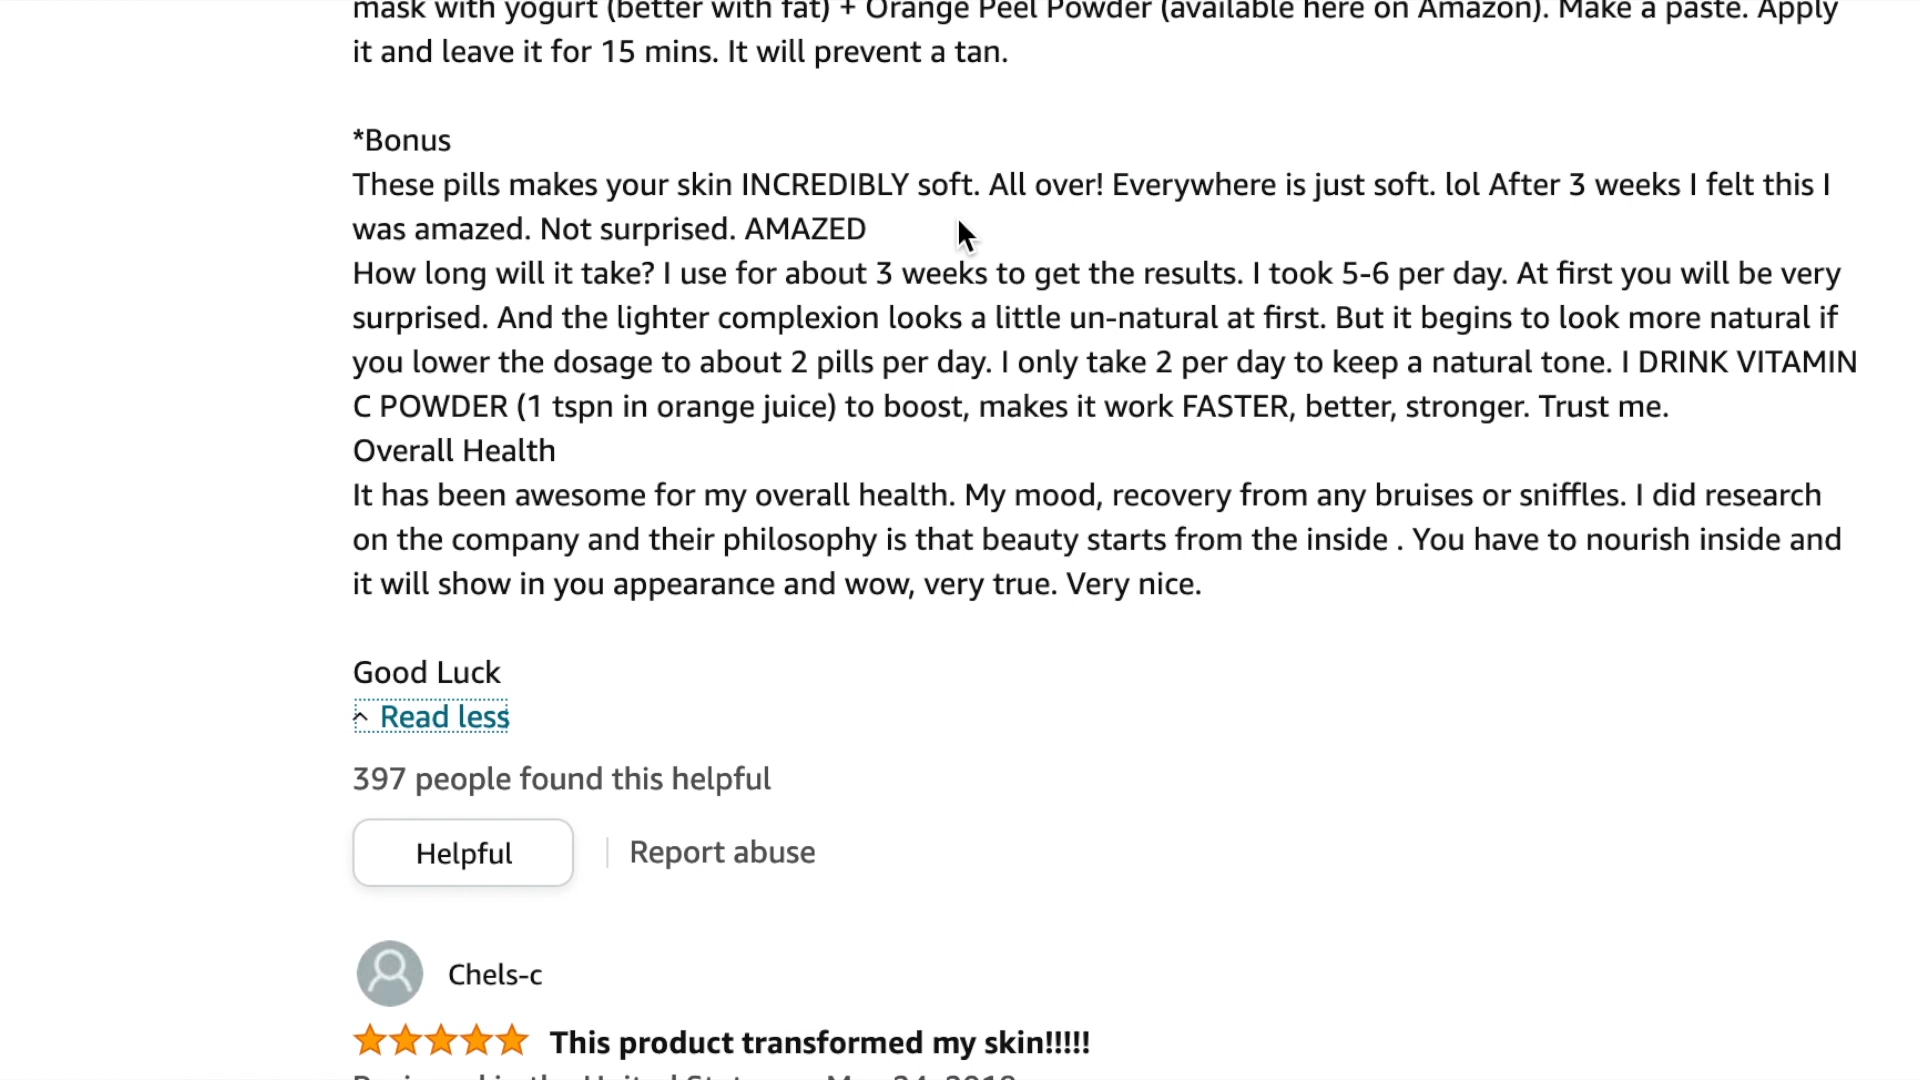 mask with yogurt (better with fat) + Orange Peel Powder (available here on Amazon). Make a paste. Apply
it and leave it for 15 mins. It will prevent a tan.
*Bonus
These pills makes your skin INCREDIBLY soft. All over! Everywhere is just soft. lol After 3 weeks I felt this I
was amazed. Not surprised. AMAZED
How long will it take? I use for about 3 weeks to get the results. I took 5-6 per day. At first you will be very
surprised. And the lighter complexion looks a little un-natural at first. But it begins to look more natural if
you lower the dosage to about 2 pills per day. I only take 2 per day to keep a natural tone. I DRINK VITAMIN
C POWDER (1 tspn in orange juice) to boost, makes it work FASTER, better, stronger. Trust me.
Overall Health
It has been awesome for my overall health. My mood, recovery from any bruises or sniffles. I did research
on the company and their philosophy is that beauty starts from the inside . You have to nourish inside and
it will show in you appearance and wow, very true. Very nice.
Good Luck
Read less
397 people found this helpful
Helpful
Report abuse
Chels-c
This product transformed my skin!!!!!